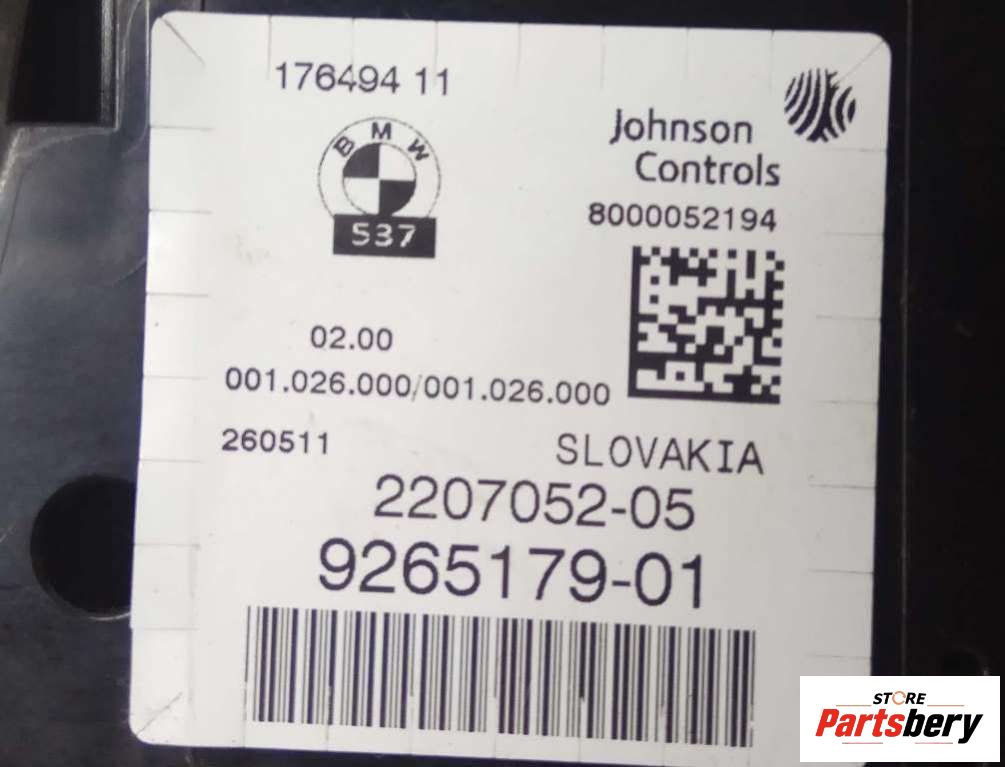 176494 11
BMW
537
Johnson
Controls
8000052194
02.00
001.026.000/001.026.000
260511
SLOVAKIA
2207052-05
9265179-01
STORE
Partsbery